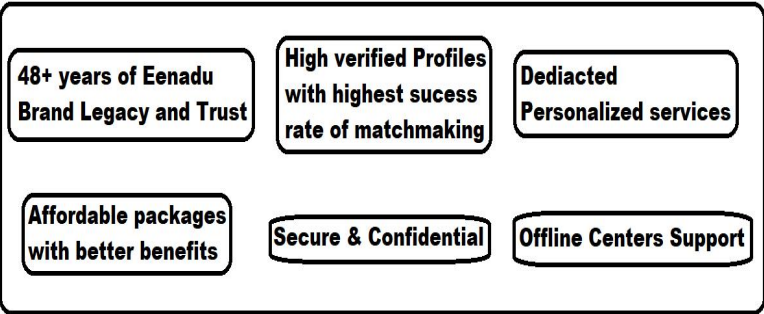 48+ years of Eenadu
Brand Legacy and Trust
High verified Profiles
with highest sucess
rate of matchmaking
Dediacted
Personalized services
Affordable packages
with better benefits
Secure & Confidential
Offline Centers Support